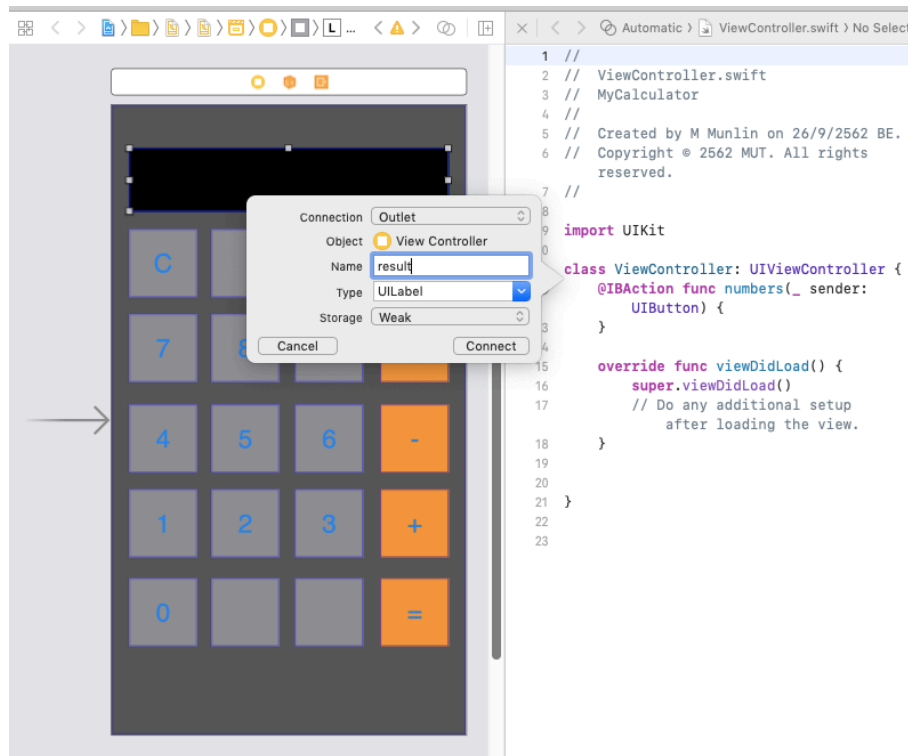 L ...
Automatic ⟩ ViewController.swift ⟩ No Select
1 //
2 // ViewController.swift
3 // MyCalculator
4 //
5 // Created by M Munlin on 26/9/2562 BE.
6 // Copyright © 2562 MUT. All rights
reserved.
7 //
8
9 import UIKit
0
class ViewController: UIViewController {
@IBAction func numbers(_ sender:
UIButton) {
3 }
4
15 override func viewDidLoad() {
16 super.viewDidLoad()
17 // Do any additional setup
after loading the view.
18 }
19
20
21 }
22
23
Connection Outlet
Object View Controller
Name result
Type UILabel
Storage Weak
Cancel Connect
C
7 8
4 5 6 -
1 2 3 +
0 =